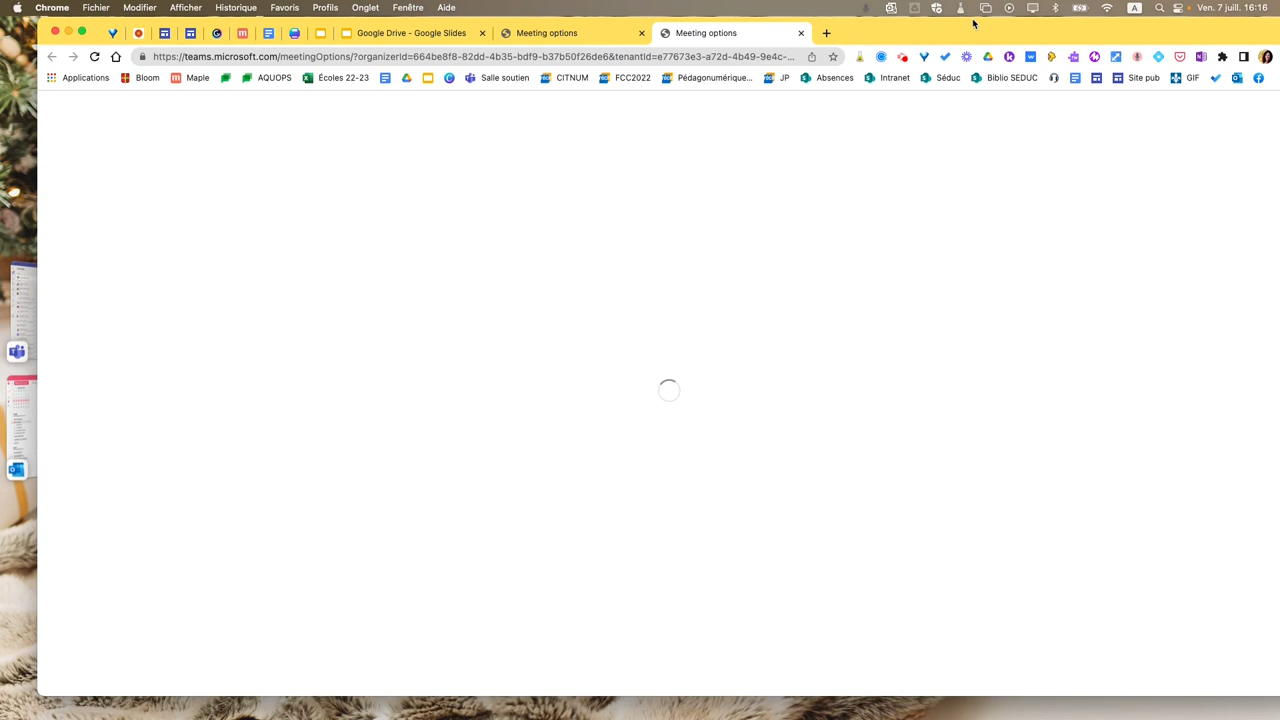 Chrome Fichier Modifier Afficher Historique Favoris Profils Onglet Fenêtre Aide A Ven. 7 juil. 16:16
Google Drive - Google Slides Meeting options Meeting options
https://teams.microsoft.com/meetingOptions/?organizerId=664be8f8-82dd-4b35-bdf9-b37b50f26de6&tenantId=e77673e3-a72d-4b49-9e4c-...
Applications Bloom Maple AQUOPS Écoles 22-23 Salle soutien CITNUM FCC2022 Pédagonumérique... JP Absences Intranet Séduc Biblio SEDUC Site pub GIF